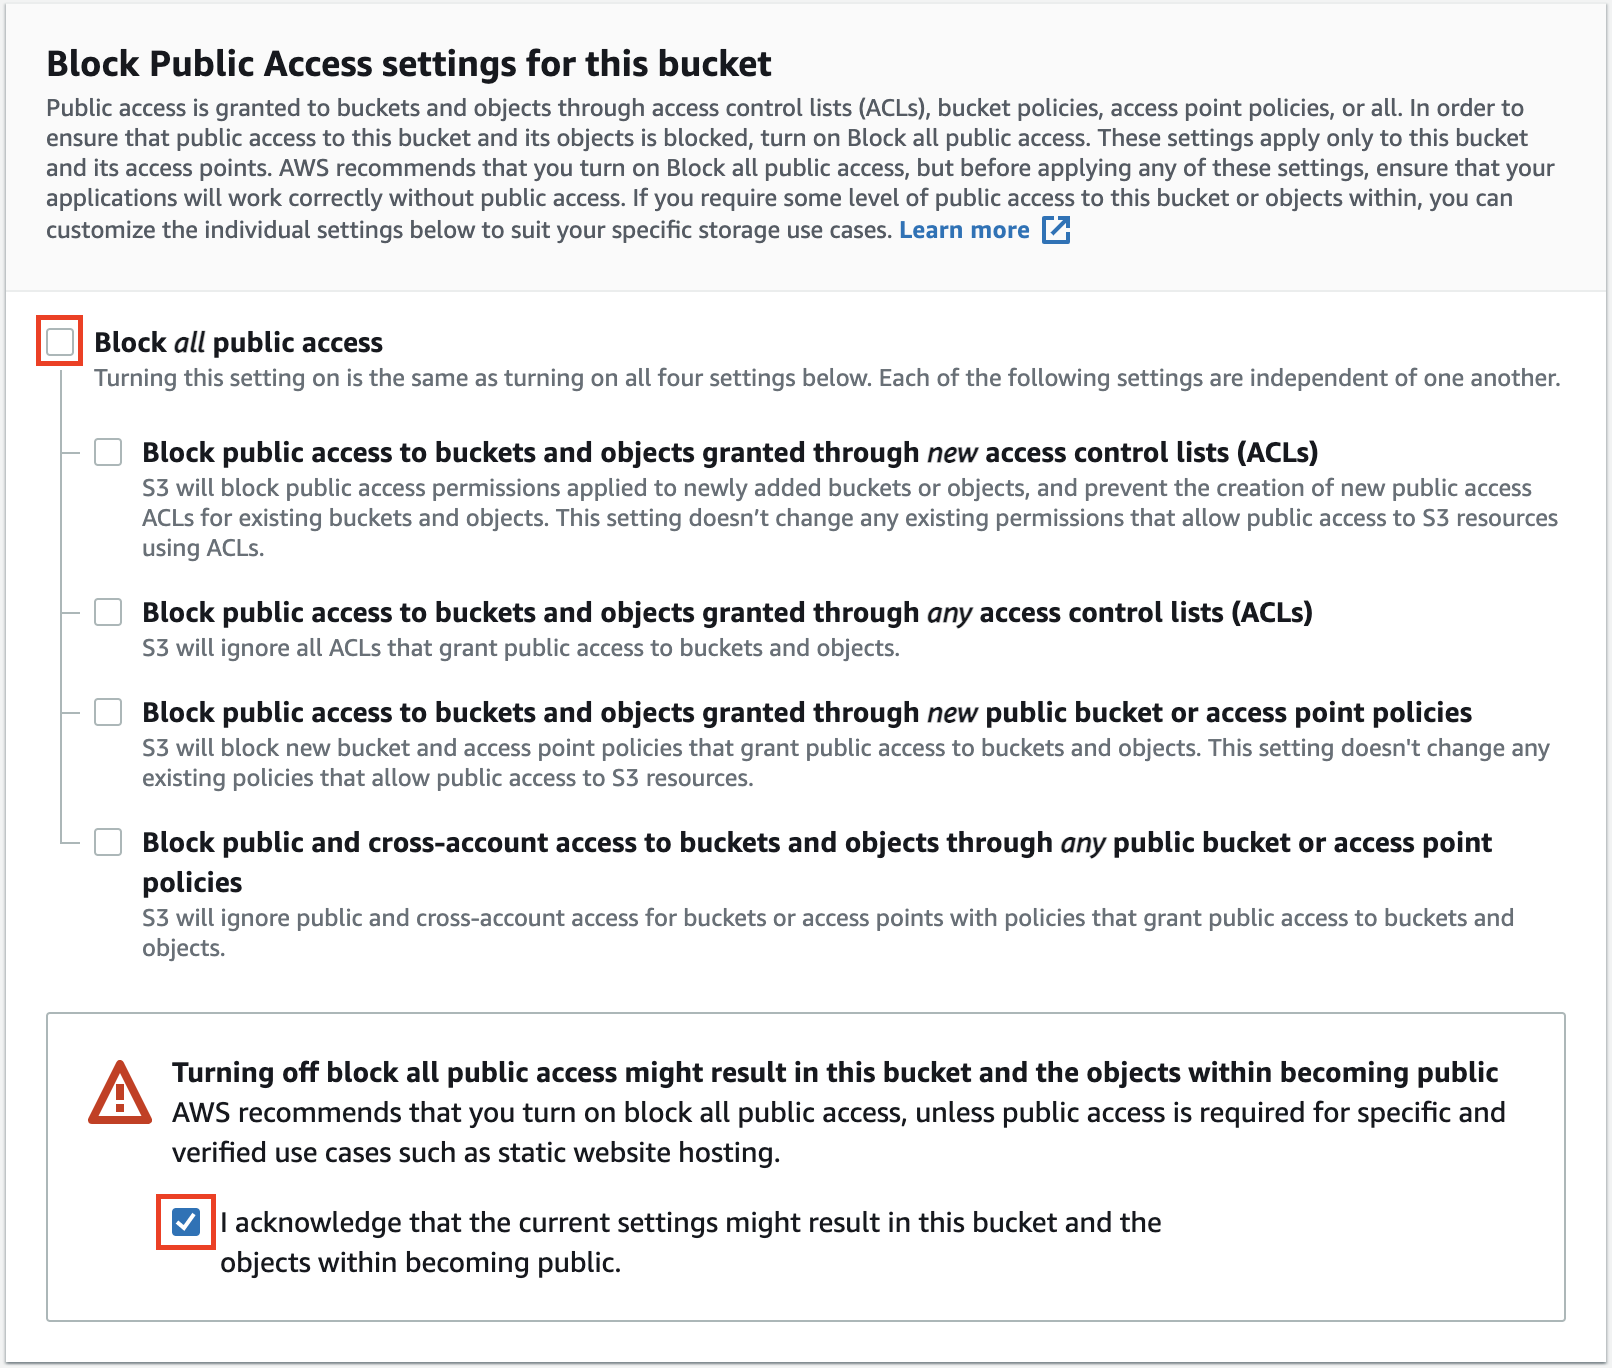 Block Public Access settings for this bucket
Public access is granted to buckets and objects through access control lists (ACLs), bucket policies, access point policies, or all. In order to
ensure that public access to this bucket and its objects is blocked, turn on Block all public access. These settings apply only to this bucket
and its access points. AWS recommends that you turn on Block all public access, but before applying any of these settings, ensure that your
applications will work correctly without public access. If you require some level of public access to this bucket or objects within, you can
customize the individual settings below to suit your specific storage use cases. Learn more
Block all public access
Turning this setting on is the same as turning on all four settings below. Each of the following settings are independent of one another.
Block public access to buckets and objects granted through new access control lists (ACLs)
S3 will block public access permissions applied to newly added buckets or objects, and prevent the creation of new public access
ACLs for existing buckets and objects. This setting doesn’t change any existing permissions that allow public access to S3 resources
using ACLs.
Block public access to buckets and objects granted through any access control lists (ACLs)
S3 will ignore all ACLs that grant public access to buckets and objects.
Block public access to buckets and objects granted through new public bucket or access point policies
S3 will block new bucket and access point policies that grant public access to buckets and objects. This setting doesn't change any
existing policies that allow public access to S3 resources.
Block public and cross-account access to buckets and objects through any public bucket or access point
policies
S3 will ignore public and cross-account access for buckets or access points with policies that grant public access to buckets and
objects.
Turning off block all public access might result in this bucket and the objects within becoming public
AWS recommends that you turn on block all public access, unless public access is required for specific and
verified use cases such as static website hosting.
I acknowledge that the current settings might result in this bucket and the
objects within becoming public.